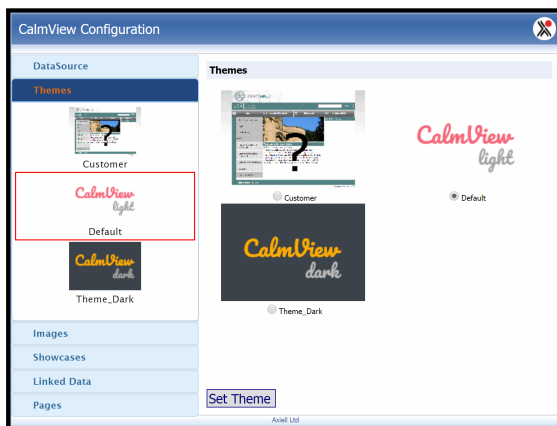 CalmView Configuration
DataSource
Themes
Customer
CalmView
light
Default
CalmView
dark
Theme_Dark
Images
Showcases
Linked Data
Pages
Themes
?
Customer
CalmView
light
Default
CalmView
dark
Theme_Dark
Set Theme
Axiell Ltd